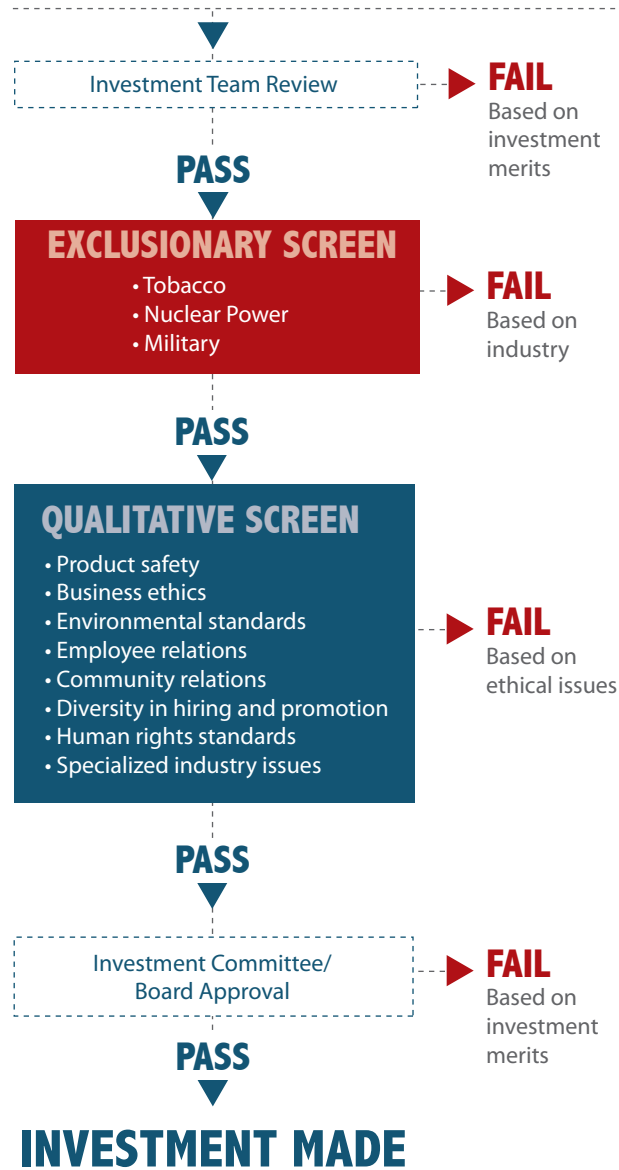 Investment Team Review
FAIL
Based on
investment
merits
PASS
EXCLUSIONARY SCREEN
• Tobacco
• Nuclear Power
• Military
FAIL
Based on
industry
PASS
QUALITATIVE SCREEN
• Product safety
• Business ethics
• Environmental standards
• Employee relations
• Community relations
• Diversity in hiring and promotion
• Human rights standards
• Specialized industry issues
FAIL
Based on
ethical issues
PASS
Investment Committee/
Board Approval
FAIL
Based on
investment
merits
PASS
INVESTMENT MADE